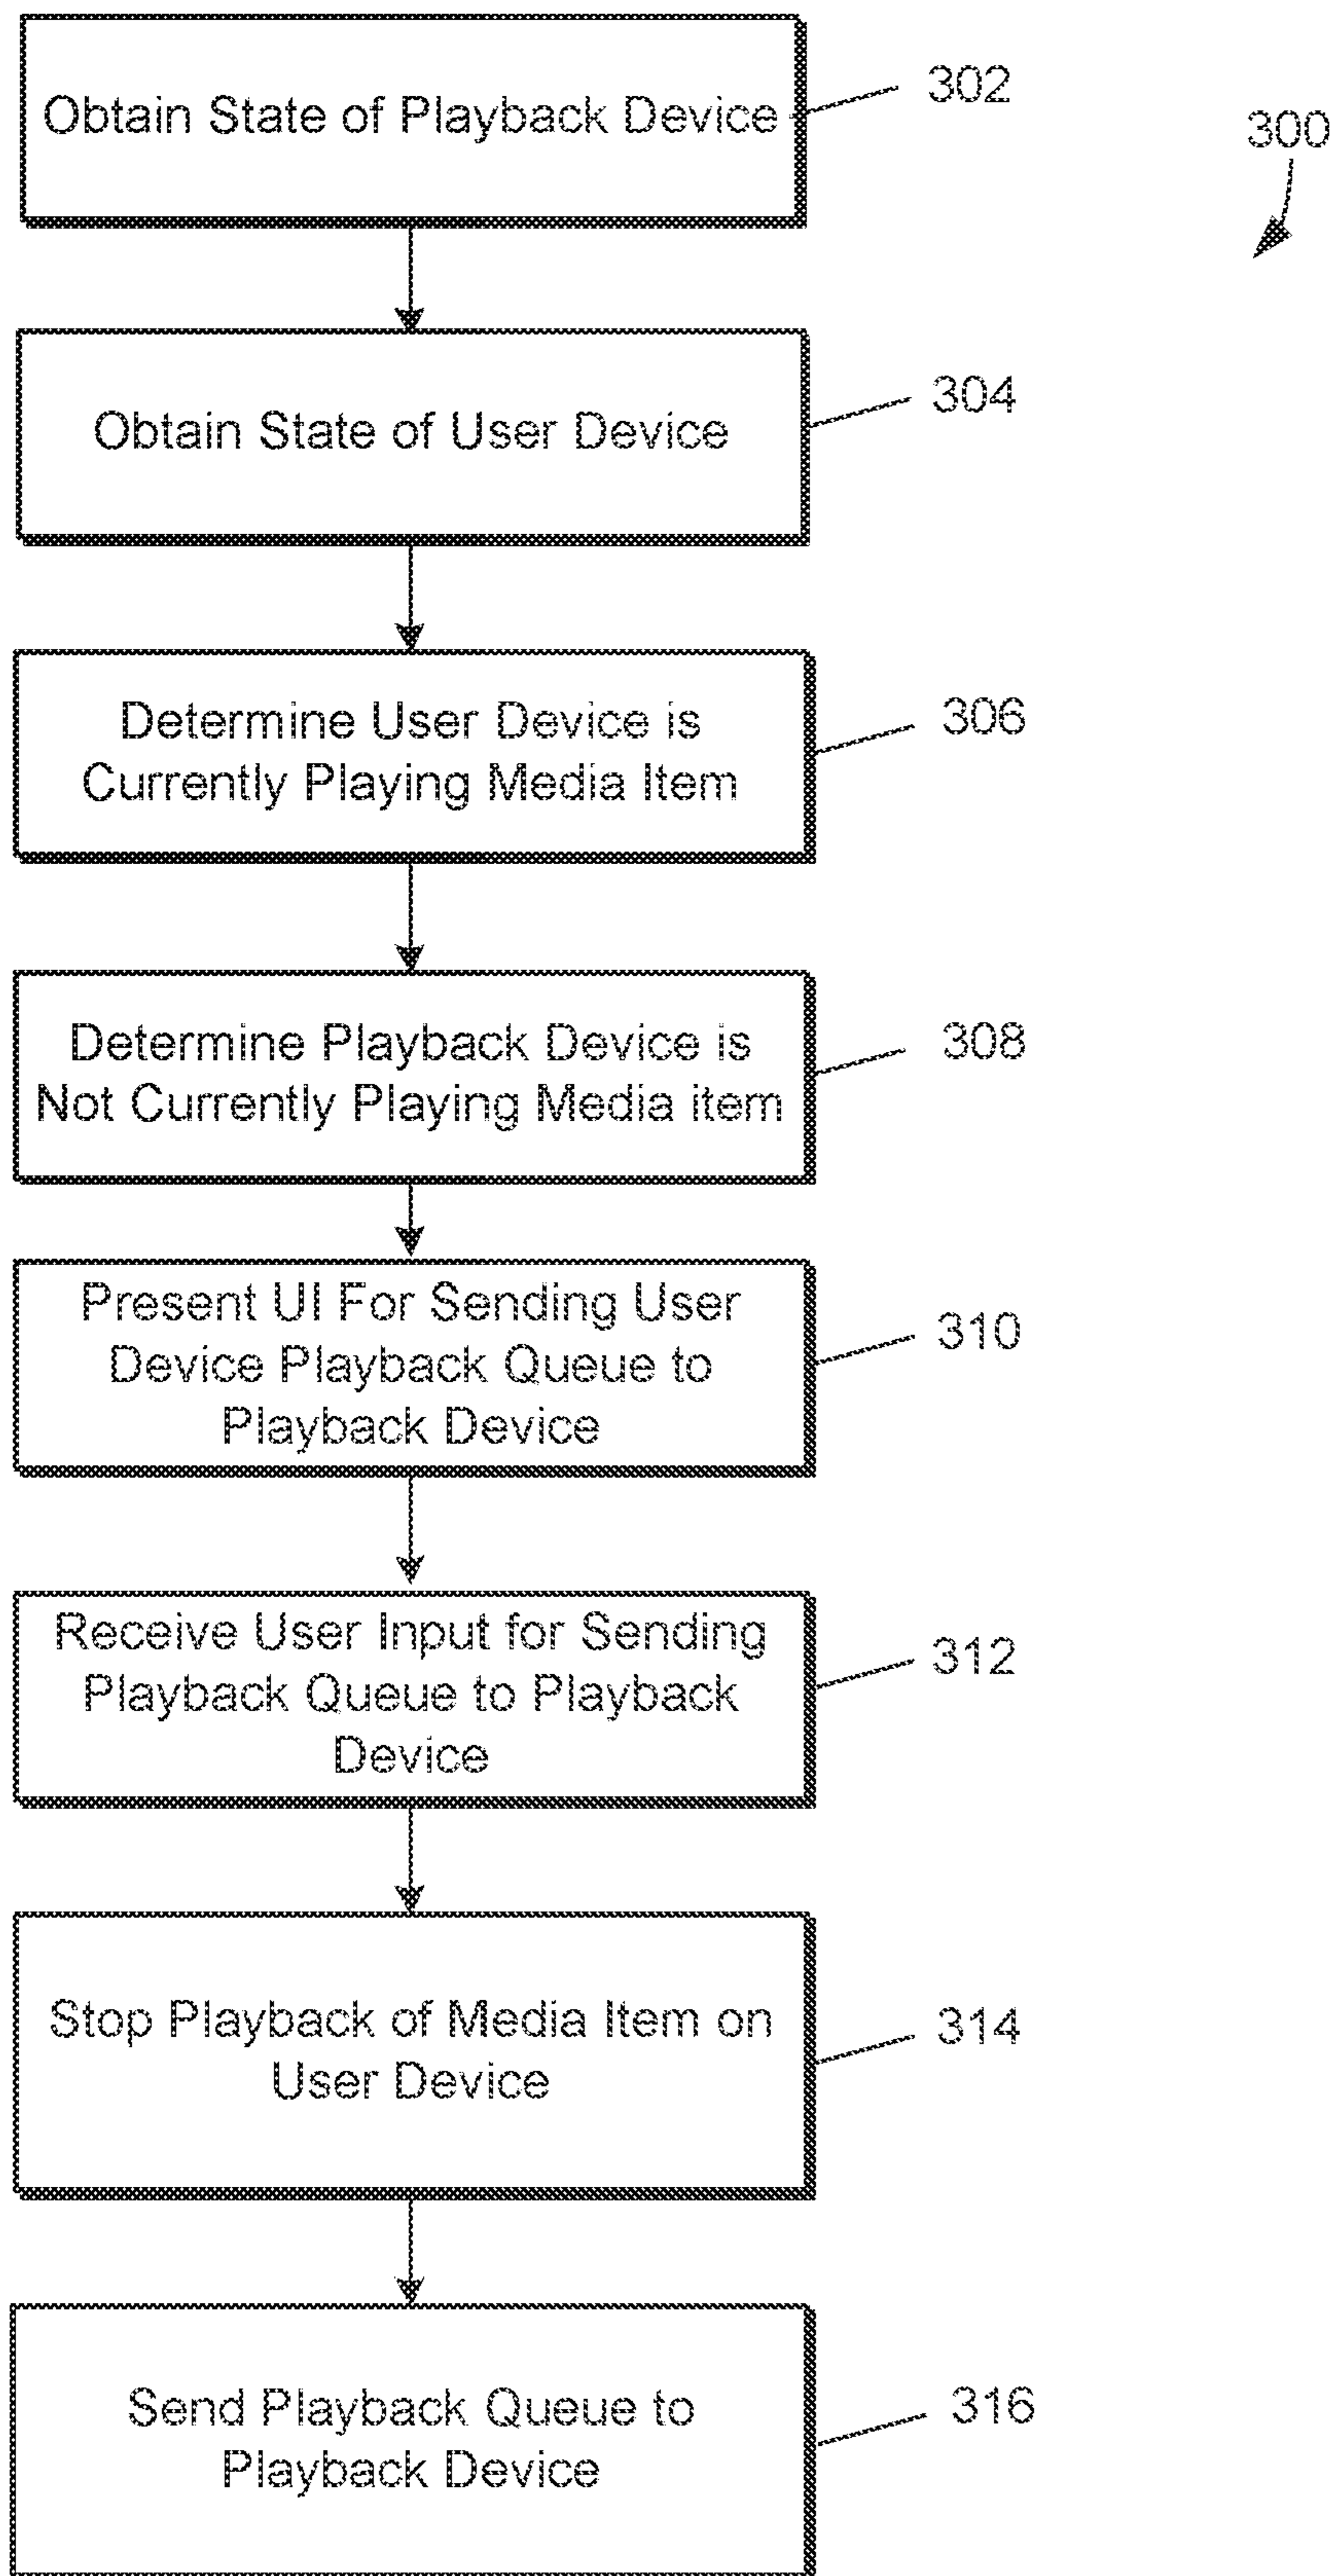 Obtain State of Playback Device
302
300
Obtain State of User Device
304
Determine User Device is
Currently Playing Media Item
306
Determine Playback Device is
Not Currently Playing Media item
308
Present UI For Sending User
Device Playback Queue to
Playback Device
310
Receive User Input for Sending
Playback Queue to Playback
Device
312
Stop Playback of Media Item on
User Device
314
Send Playback Queue to
Playback Device
316